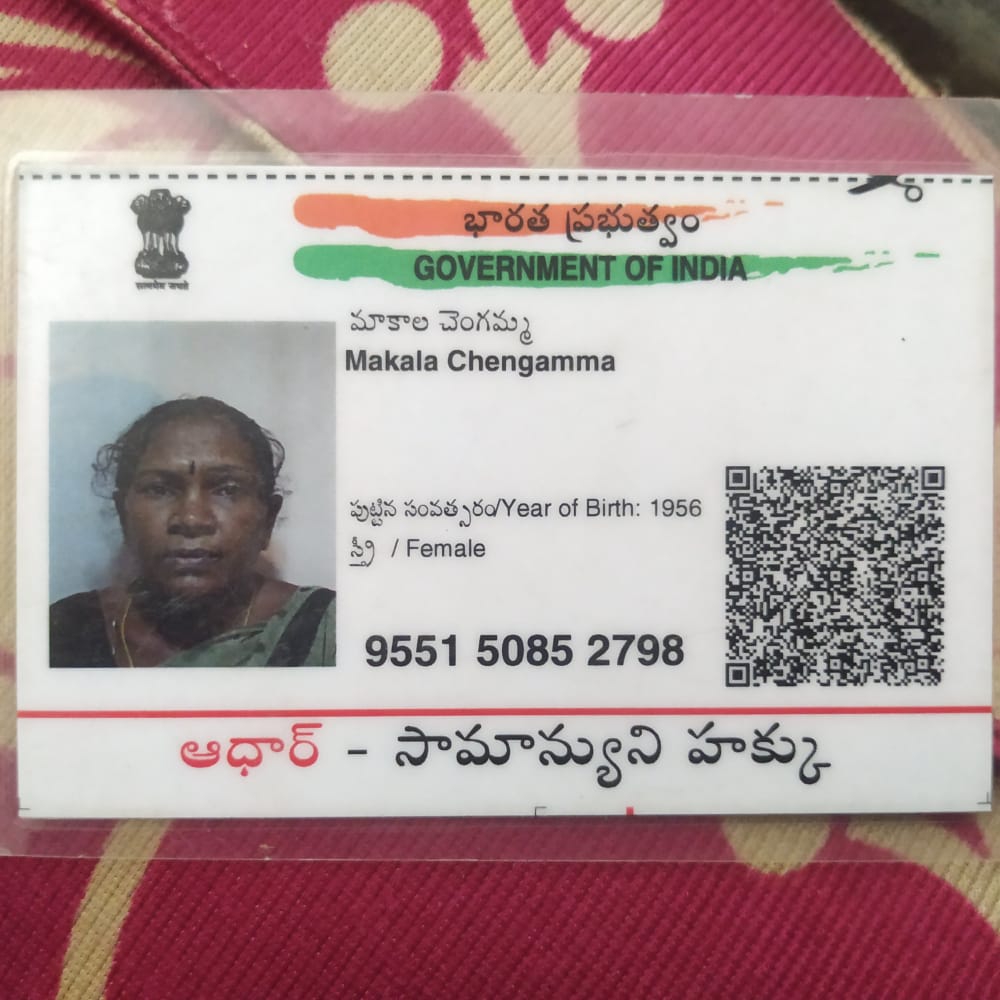 భారత ప్రభుత్వం
GOVERNMENT OF INDIA
सत्यमेव जयते
మాకాల చెంగమ్మ
Makala Chengamma
పుట్టిన సంవత్సరం/Year of Birth: 1956
స్త్రీ / Female
9551 5085 2798
ఆధార్ - సామాన్యుని హక్కు